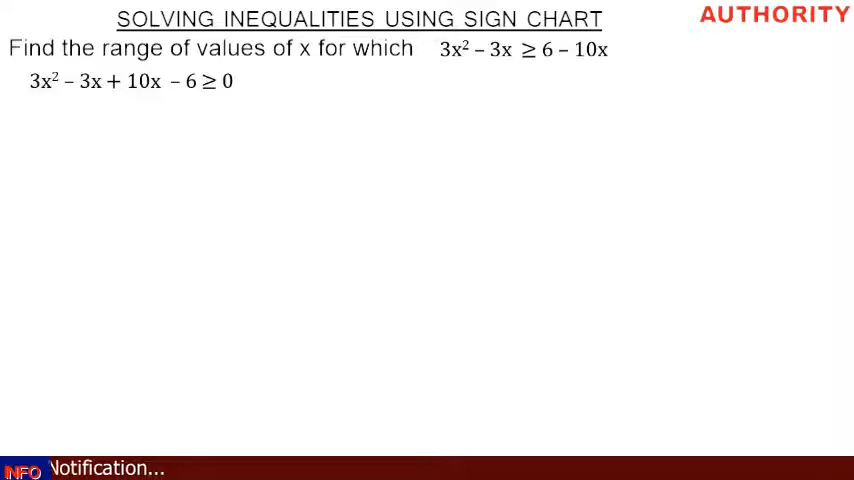 SOLVING INEQUALITIES USING SIGN CHART
AUTHORITY
Find the range of values of x for which 3x² – 3x ≥ 6 – 10x
3x² – 3x + 10x – 6 ≥ 0
INFO Notification...